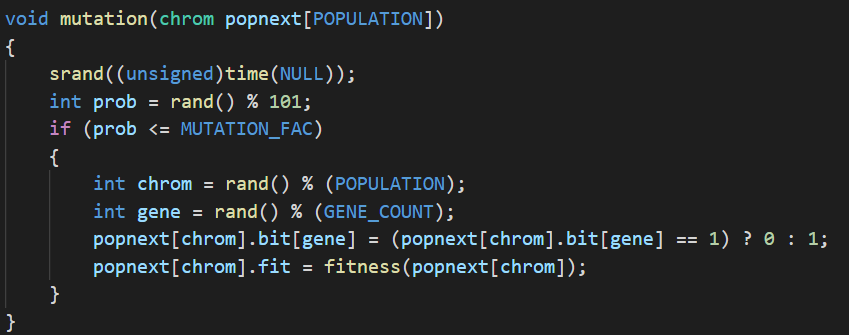 void mutation(chrom popnext[POPULATION])
{
    srand((unsigned)time(NULL));
    int prob = rand() % 101;
    if (prob <= MUTATION_FAC)
    {
        int chrom = rand() % (POPULATION);
        int gene = rand() % (GENE_COUNT);
        popnext[chrom].bit[gene] = (popnext[chrom].bit[gene] == 1) ? 0 : 1;
        popnext[chrom].fit = fitness(popnext[chrom]);
    }
}